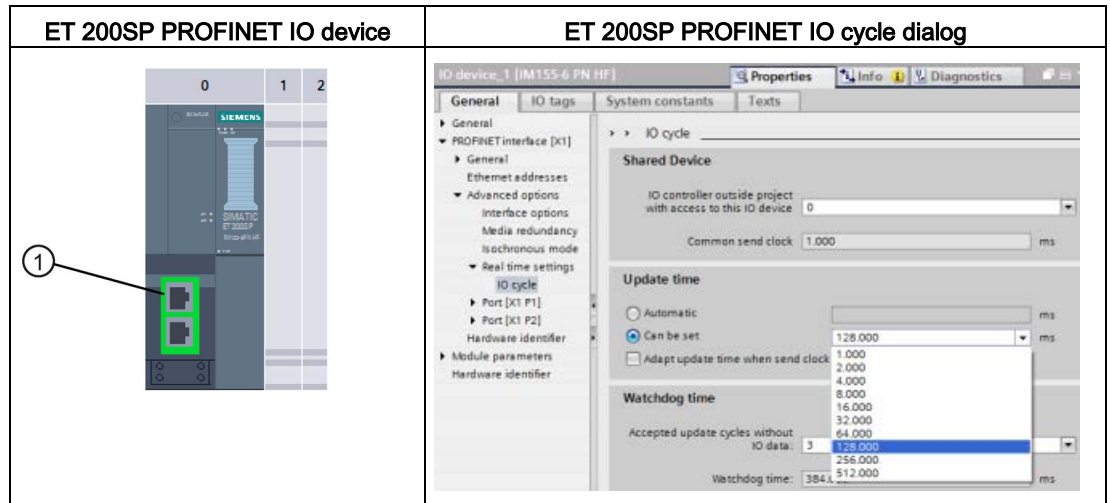 ET 200SP PROFINET IO device
ET 200SP PROFINET IO cycle dialog
0 1 2
SIEMENS
SIMATIC
ET 200SP
1
IO device_1 [IM155-6 PN HF]
Properties Info Diagnostics
General IO tags System constants Texts
General
PROFINET interface [X1]
General
Ethernet addresses
Advanced options
Interface options
Media redundancy
Isochronous mode
Real time settings
IO cycle
Port [X1 P1]
Port [X1 P2]
Hardware identifier
Module parameters
Hardware identifier
IO cycle
Shared Device
IO controller outside project
with access to this IO device 0
Common send clock 1.000 ms
Update time
Automatic ms
Can be set 128.000 ms
Adapt update time when send clock
1.000
2.000
4.000
8.000
16.000
32.000
64.000
128.000
256.000
512.000
Watchdog time
Accepted update cycles without
IO data: 3
Watchdog time: 384. ms